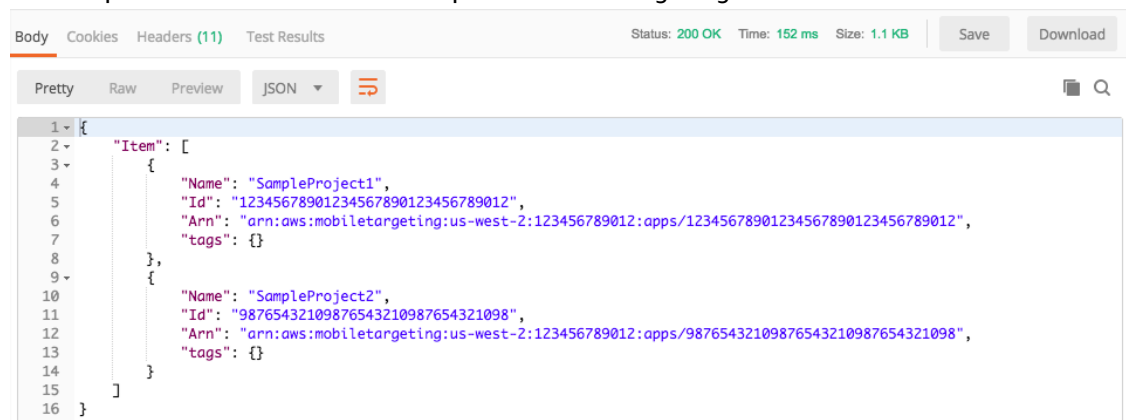 Body Cookies Headers (11) Test Results Status: 200 OK Time: 152 ms Size: 1.1 KB Save Download
Pretty Raw Preview JSON
1 {
2 "Item": [
3 {
4 "Name": "SampleProject1",
5 "Id": "12345678901234567890123456789012",
6 "Arn": "arn:aws:mobiletargeting:us-west-2:123456789012:apps/12345678901234567890123456789012",
7 "tags": {}
8 },
9 {
10 "Name": "SampleProject2",
11 "Id": "98765432109876543210987654321098",
12 "Arn": "arn:aws:mobiletargeting:us-west-2:123456789012:apps/98765432109876543210987654321098",
13 "tags": {}
14 }
15 ]
16 }